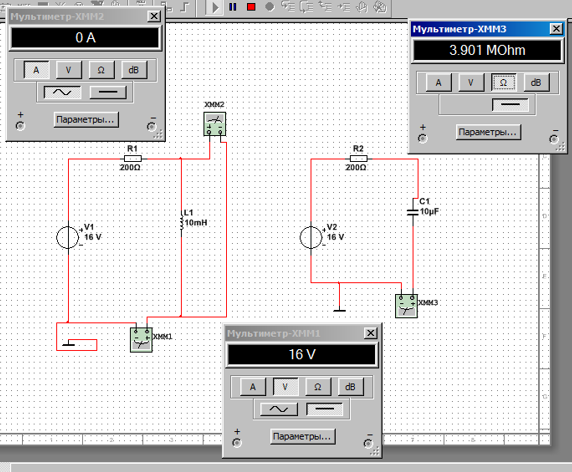 Мультиметр-XMM2
0 A
A V Ω dB
+ Параметры... -
Мультиметр-XMM3
3.901 MOhm
A V Ω dB
+ Параметры... -
XMM2
R1
200Ω
V1
16 V
L1
10mH
XMM1
R2
200Ω
V2
16 V
C1
10µF
XMM3
Мультиметр-XMM1
16 V
A V Ω dB
+ Параметры... -